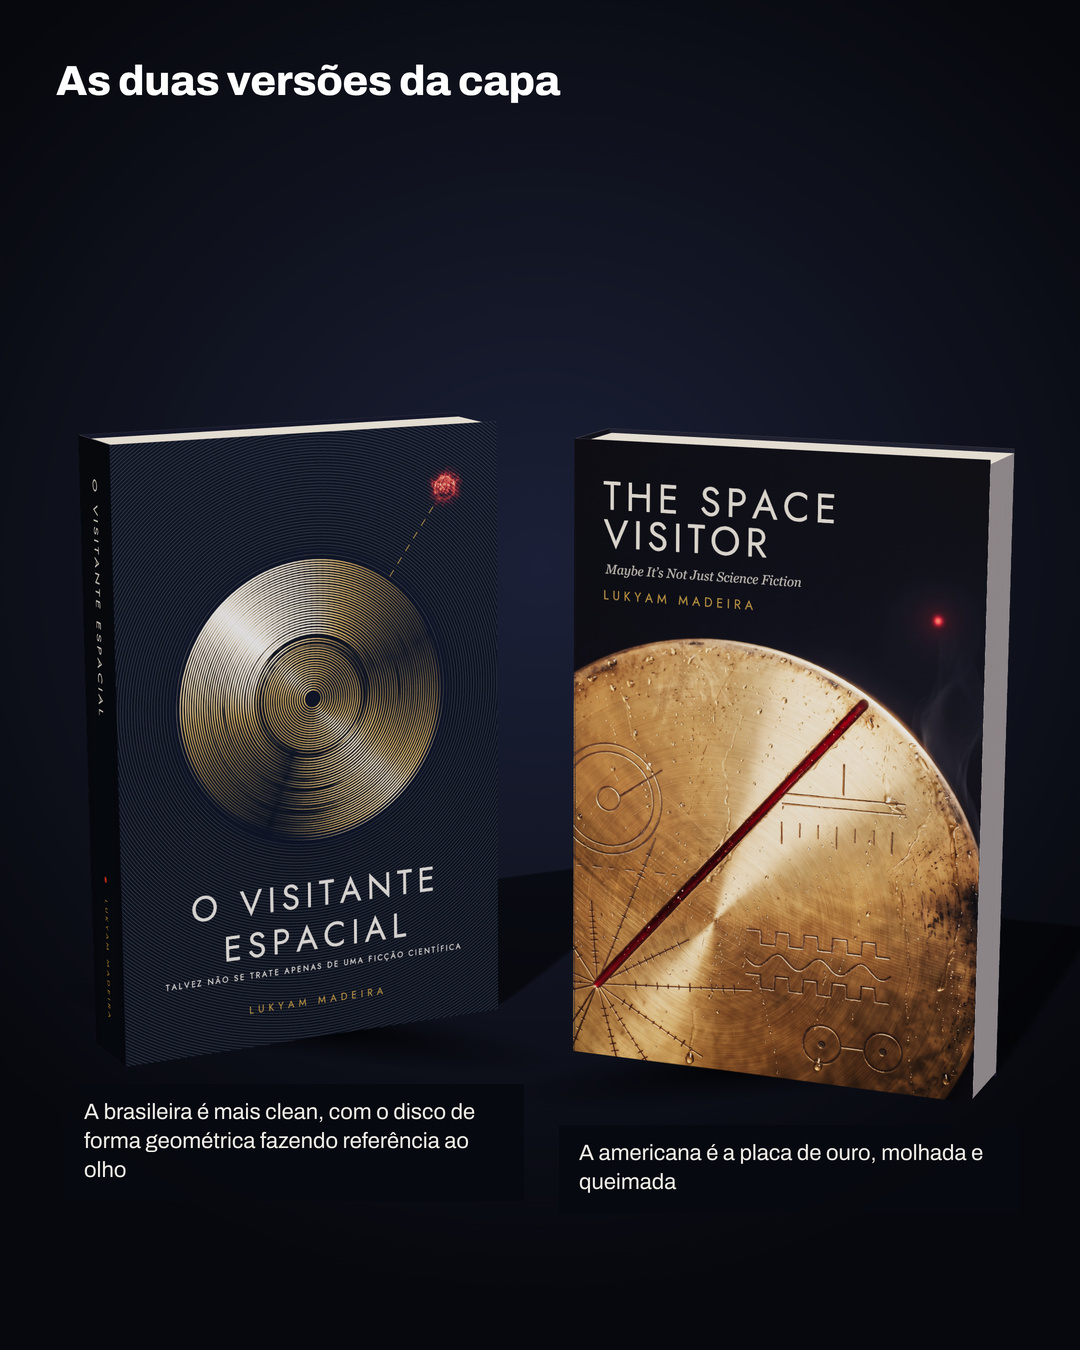 As duas versões da capa
O VISITANTE ESPACIAL
LUKYAM MADEIRA
O VISITANTE
ESPACIAL
TALVEZ NÃO SE TRATE APENAS DE UMA FICÇÃO CIENTÍFICA
LUKYAM MADEIRA
THE SPACE
VISITOR
Maybe It's Not Just Science Fiction
LUKYAM MADEIRA
A brasileira é mais clean, com o disco de
forma geométrica fazendo referência ao
olho
A americana é a placa de ouro, molhada e
queimada